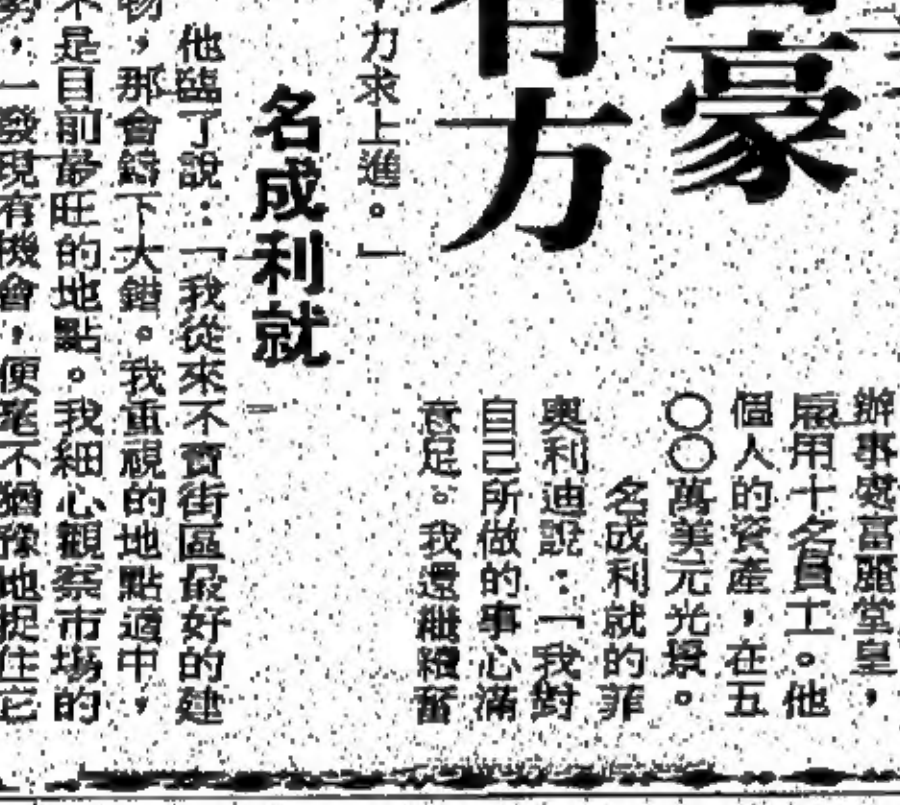 豪
有方
辦事處富麗堂皇，
雇用十名員工。他
個人的資產，在五
〇〇萬美元光景。
名成利就的菲
奧利迪說：「我對
自己所做的事心滿
意足。我還繼續奮
，力求上進。」
名成利就
他臨了說：「我從來不買街區最好的建
物，那會鑄下大錯。我重視的地點適中，
不是目前最旺的地點。我細心觀察市場的
，一發現有機會，便毫不猶豫地捉住它